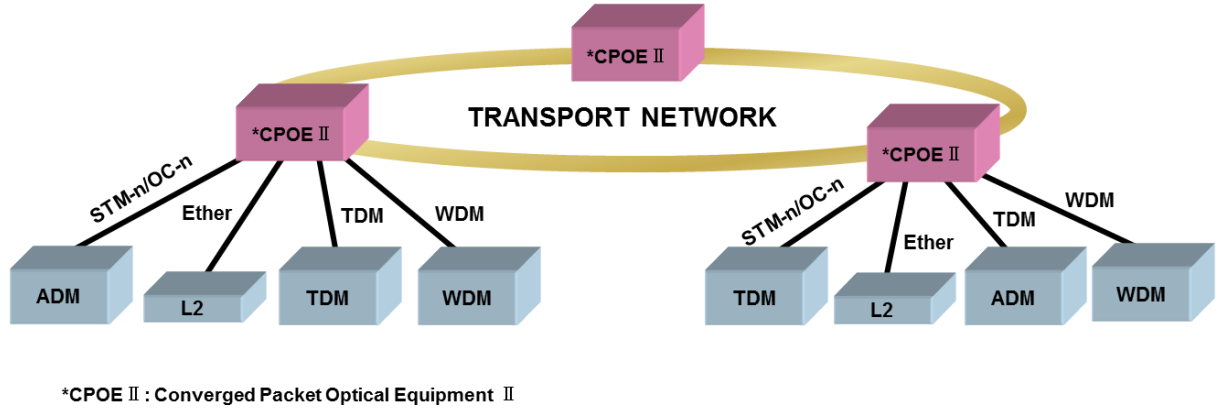 *CPOE Ⅱ
TRANSPORT NETWORK
*CPOE Ⅱ
*CPOE Ⅱ
STM-n/OC-n
Ether
TDM
WDM
STM-n/OC-n
Ether
TDM
WDM
ADM
L2
TDM
WDM
TDM
L2
ADM
WDM
*CPOE Ⅱ : Converged Packet Optical Equipment Ⅱ